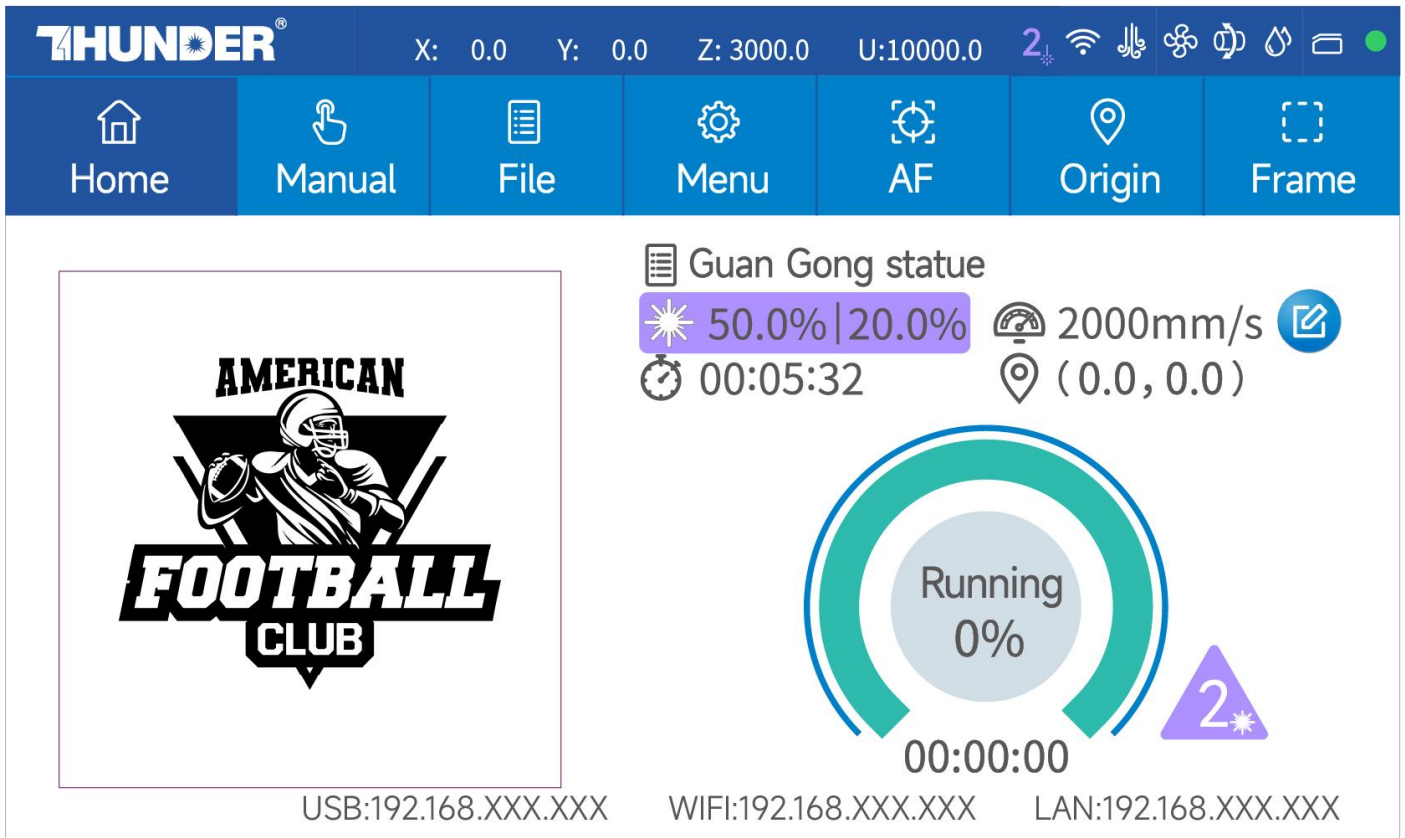 THUNDER®
X: 0.0 Y: 0.0 Z: 3000.0 U:10000.0 2
Home Manual File Menu AF Origin Frame
Guan Gong statue
50.0%|20.0% 2000mm/s
00:05:32 (0.0, 0.0)
AMERICAN
FOOTBALL
CLUB
Running
0%
2
00:00:00
USB:192.168.XXX.XXX WIFI:192.168.XXX.XXX LAN:192.168.XXX.XXX